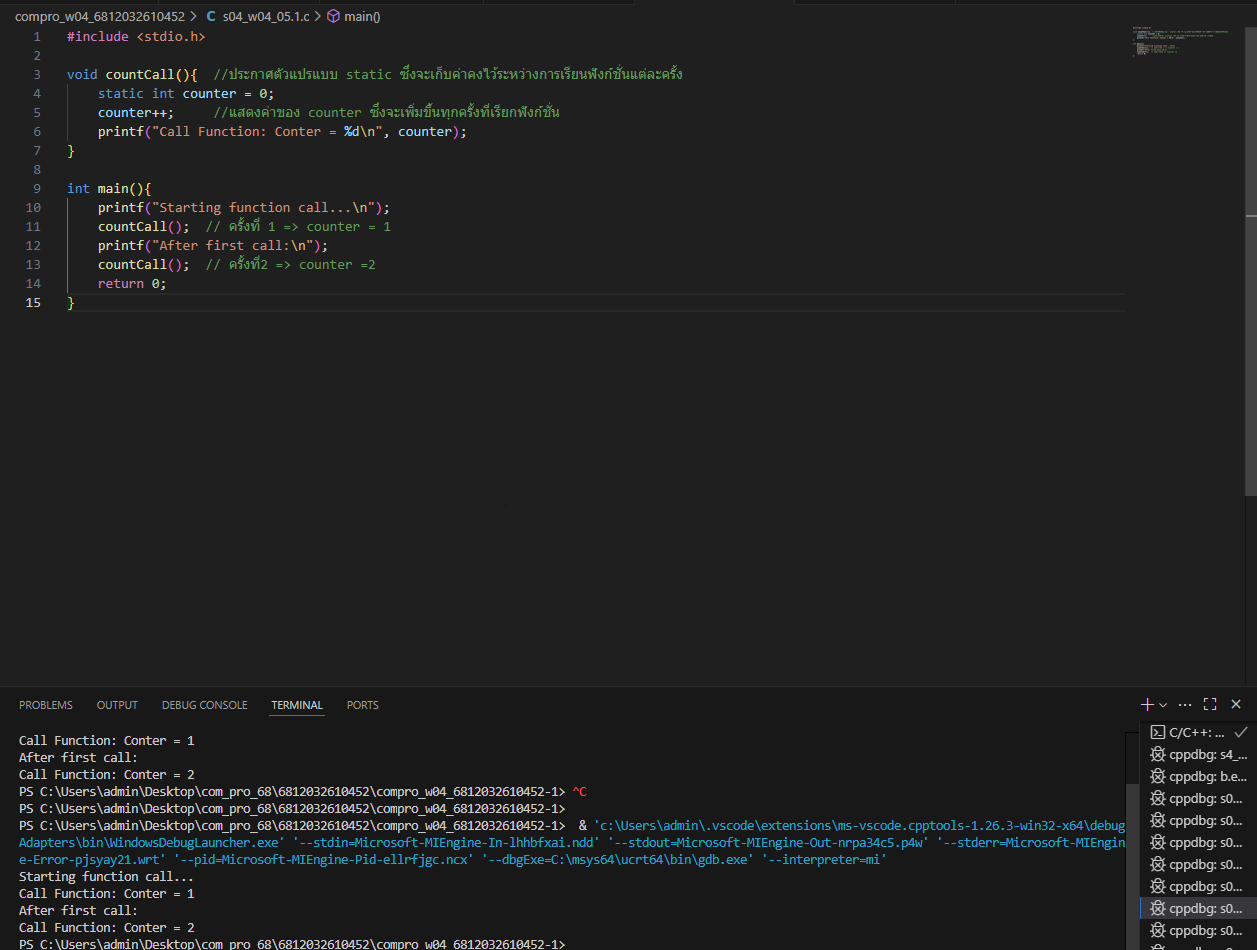 compro_w04_6812032610452 > C s04_w04_05.1.c > main()
1 #include <stdio.h>
2
3 void countCall(){  //ประกาศตัวแปรแบบ static ซึ่งจะเก็บค่าคงไว้ระหว่างการเรียนฟังก์ชั่นแต่ละครั้ง
4     static int counter = 0;
5     counter++;     //แสดงค่าของ counter ซึ่งจะเพิ่มขึ้นทุกครั้งที่เรียกฟังก์ชั่น
6     printf("Call Function: Conter = %d\n", counter);
7 }
8
9 int main(){
10     printf("Starting function call...\n");
11     countCall();  // ครั้งที่ 1 => counter = 1
12     printf("After first call:\n");
13     countCall();  // ครั้งที่2 => counter =2
14     return 0;
15 }
PROBLEMS OUTPUT DEBUG CONSOLE TERMINAL PORTS
Call Function: Conter = 1
After first call:
Call Function: Conter = 2
PS C:\Users\admin\Desktop\com_pro_68\6812032610452\compro_w04_6812032610452-1> ^C
PS C:\Users\admin\Desktop\com_pro_68\6812032610452\compro_w04_6812032610452-1>
PS C:\Users\admin\Desktop\com_pro_68\6812032610452\compro_w04_6812032610452-1>  & 'c:\Users\admin\.vscode\extensions\ms-vscode.cpptools-1.26.3-win32-x64\debug
Adapters\bin\WindowsDebugLauncher.exe' '--stdin=Microsoft-MIEngine-In-lhhbfxai.ndd' '--stdout=Microsoft-MIEngine-Out-nrpa34c5.p4w' '--stderr=Microsoft-MIEngin
e-Error-pjsyay21.wrt' '--pid=Microsoft-MIEngine-Pid-ellrfjgc.ncx' '--dbgExe=C:\msys64\ucrt64\bin\gdb.exe' '--interpreter=mi'
Starting function call...
Call Function: Conter = 1
After first call:
Call Function: Conter = 2
PS C:\Users\admin\Desktop\com_pro_68\6812032610452\compro_w04_6812032610452-1>
C/C++: ...
cppdbg: s4_...
cppdbg: b.e...
cppdbg: s0...
cppdbg: s0...
cppdbg: s0...
cppdbg: s0...
cppdbg: s0...
cppdbg: s0...
cppdbg: s0...